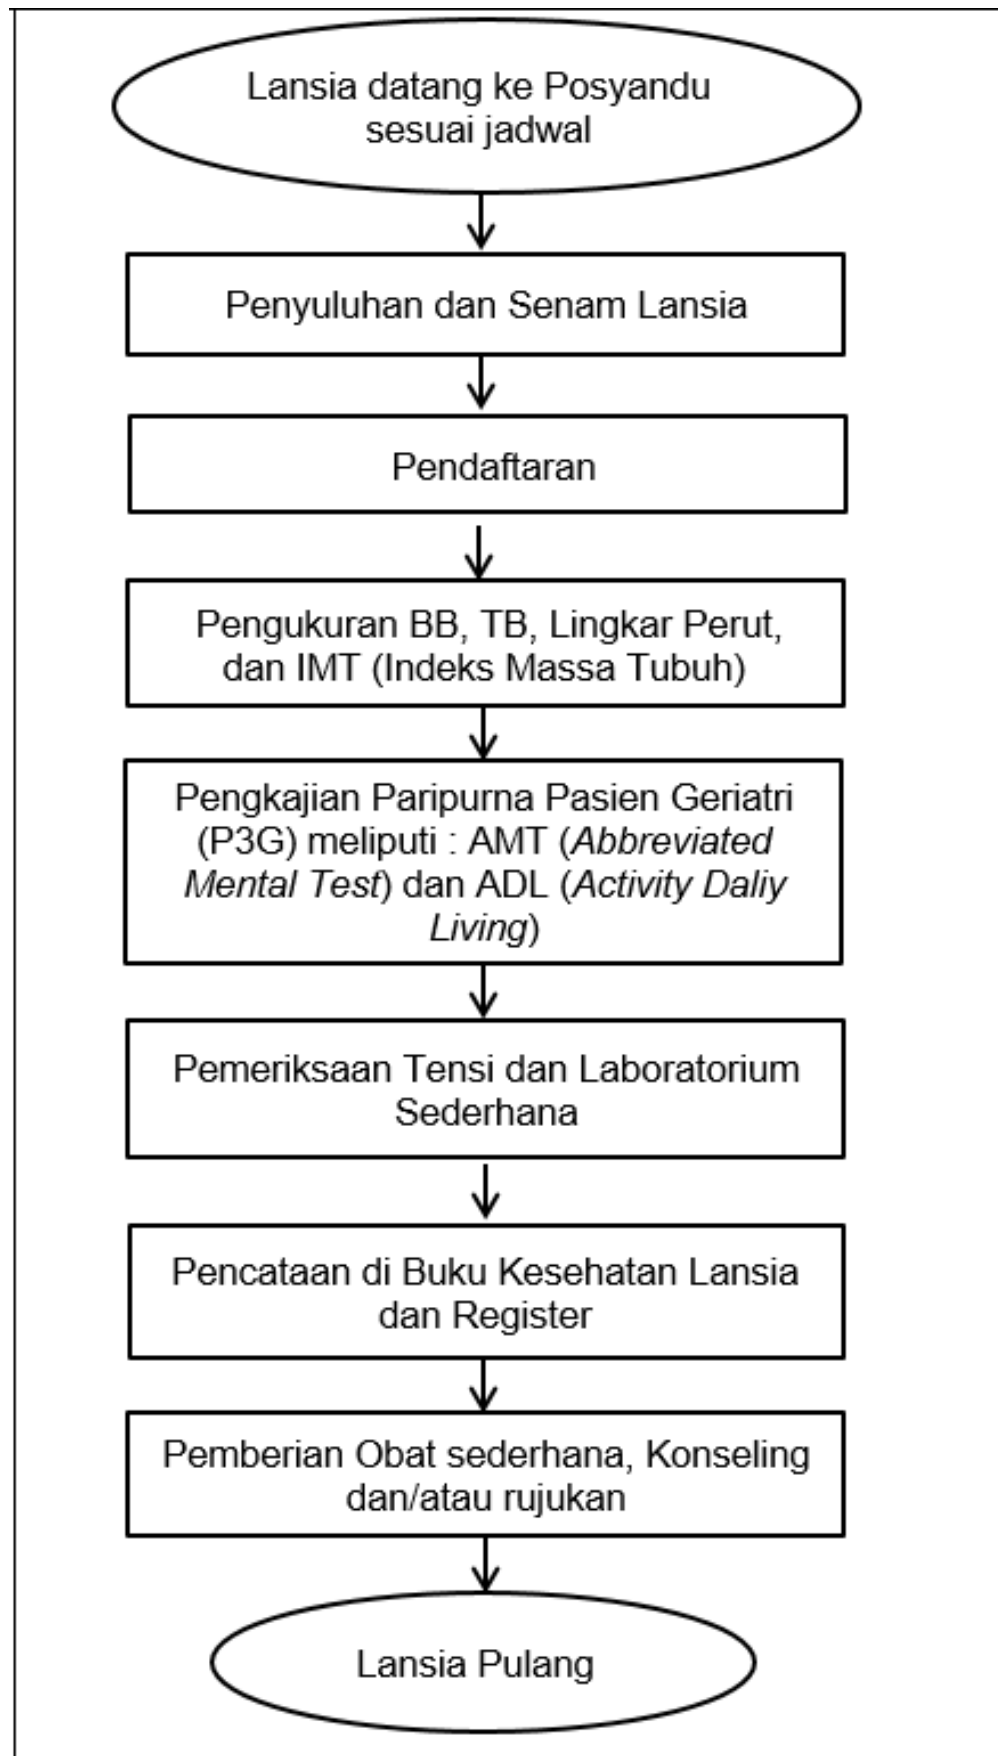 Lansia datang ke Posyandu
sesuai jadwal
Penyuluhan dan Senam Lansia
Pendaftaran
Pengukuran BB, TB, Lingkar Perut,
dan IMT (Indeks Massa Tubuh)
Pengkajian Paripurna Pasien Geriatri
(P3G) meliputi : AMT (Abbreviated
Mental Test) dan ADL (Activity Daliy
Living)
Pemeriksaan Tensi dan Laboratorium
Sederhana
Pencataan di Buku Kesehatan Lansia
dan Register
Pemberian Obat sederhana, Konseling
dan/atau rujukan
Lansia Pulang